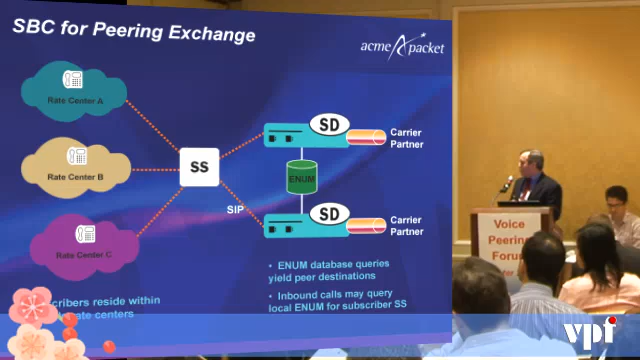 SBC for Peering Exchange
acme packet
Rate Center A
Rate Center B
Rate Center C
SS
SIP
SD
ENUM
SD
Carrier
Partner
Carrier
Partner
• ENUM database queries
yield peer destinations
• Inbound calls may query
local ENUM for subscriber SS
reside within
centers
Voice
Peering
Forum
vpf